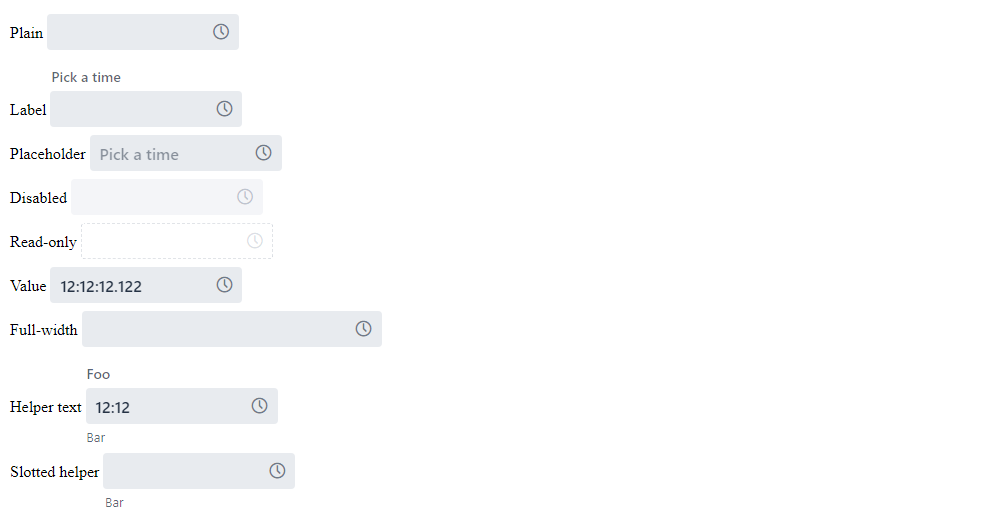 Plain
Pick a time
Label
Placeholder Pick a time
Disabled
Read-only
Value 12:12:12.122
Full-width
Foo
Helper text 12:12
Bar
Slotted helper
Bar